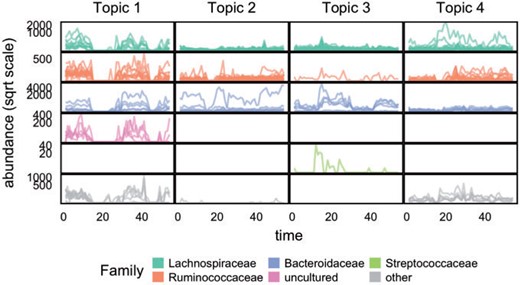 Topic 1 Topic 2 Topic 3 Topic 4
abundance (sqrt scale)
2000
1000
500
4000
2000
400
200
40
20
1000
500
0 20 40 0 20 40 0 20 40 0 20 40
time
Family
Lachnospiraceae Bacteroidaceae Streptococcaceae
Ruminococcaceae uncultured other